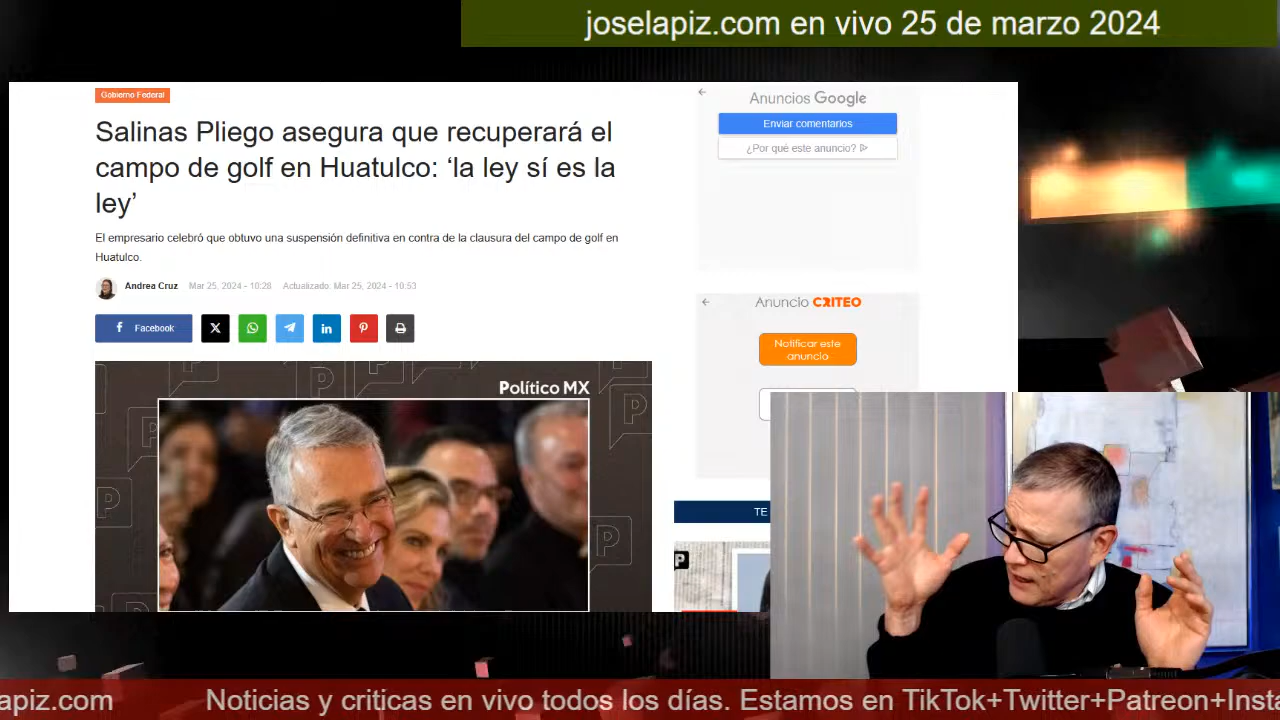 joselapiz.com en vivo 25 de marzo 2024
Gobierno Federal
Salinas Pliego asegura que recuperará el
campo de golf en Huatulco: ‘la ley sí es la
ley’
El empresario celebró que obtuvo una suspensión definitiva en contra de la clausura del campo de golf en
Huatulco.
Andrea Cruz Mar 25, 2024 - 10:28 Actualizado: Mar 25, 2024 - 10:53
Facebook
Político MX
Anuncios Google
Enviar comentarios
¿Por qué este anuncio?
Anuncio CRITEO
Notificar este
anuncio
TE
apiz.com Noticias y criticas en vivo todos los días. Estamos en TikTok+Twitter+Patreon+Insta